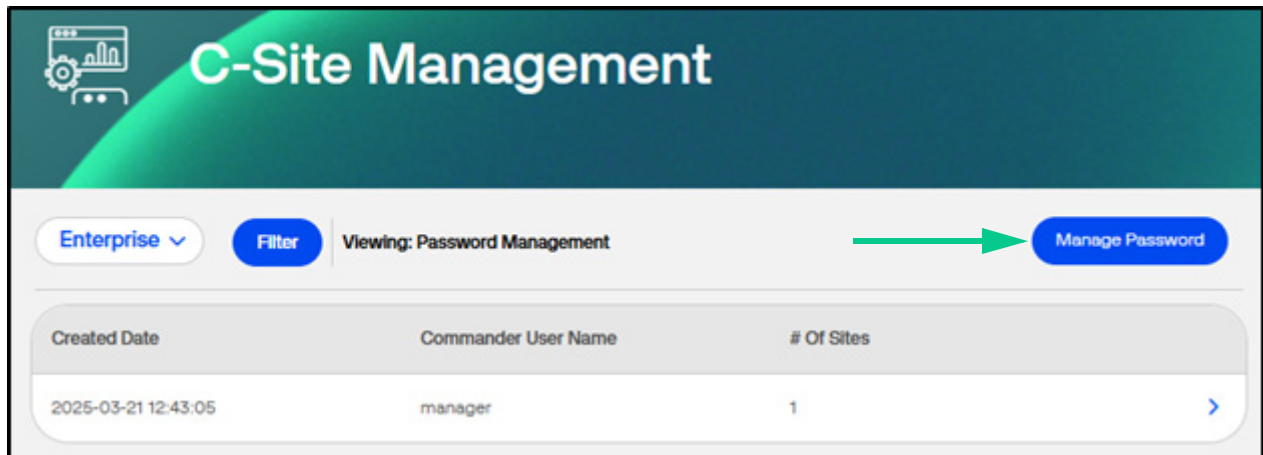 C-Site Management
Enterprise Filter Viewing: Password Management Manage Password
Created Date Commander User Name # Of Sites
2025-03-21 12:43:05 manager 1